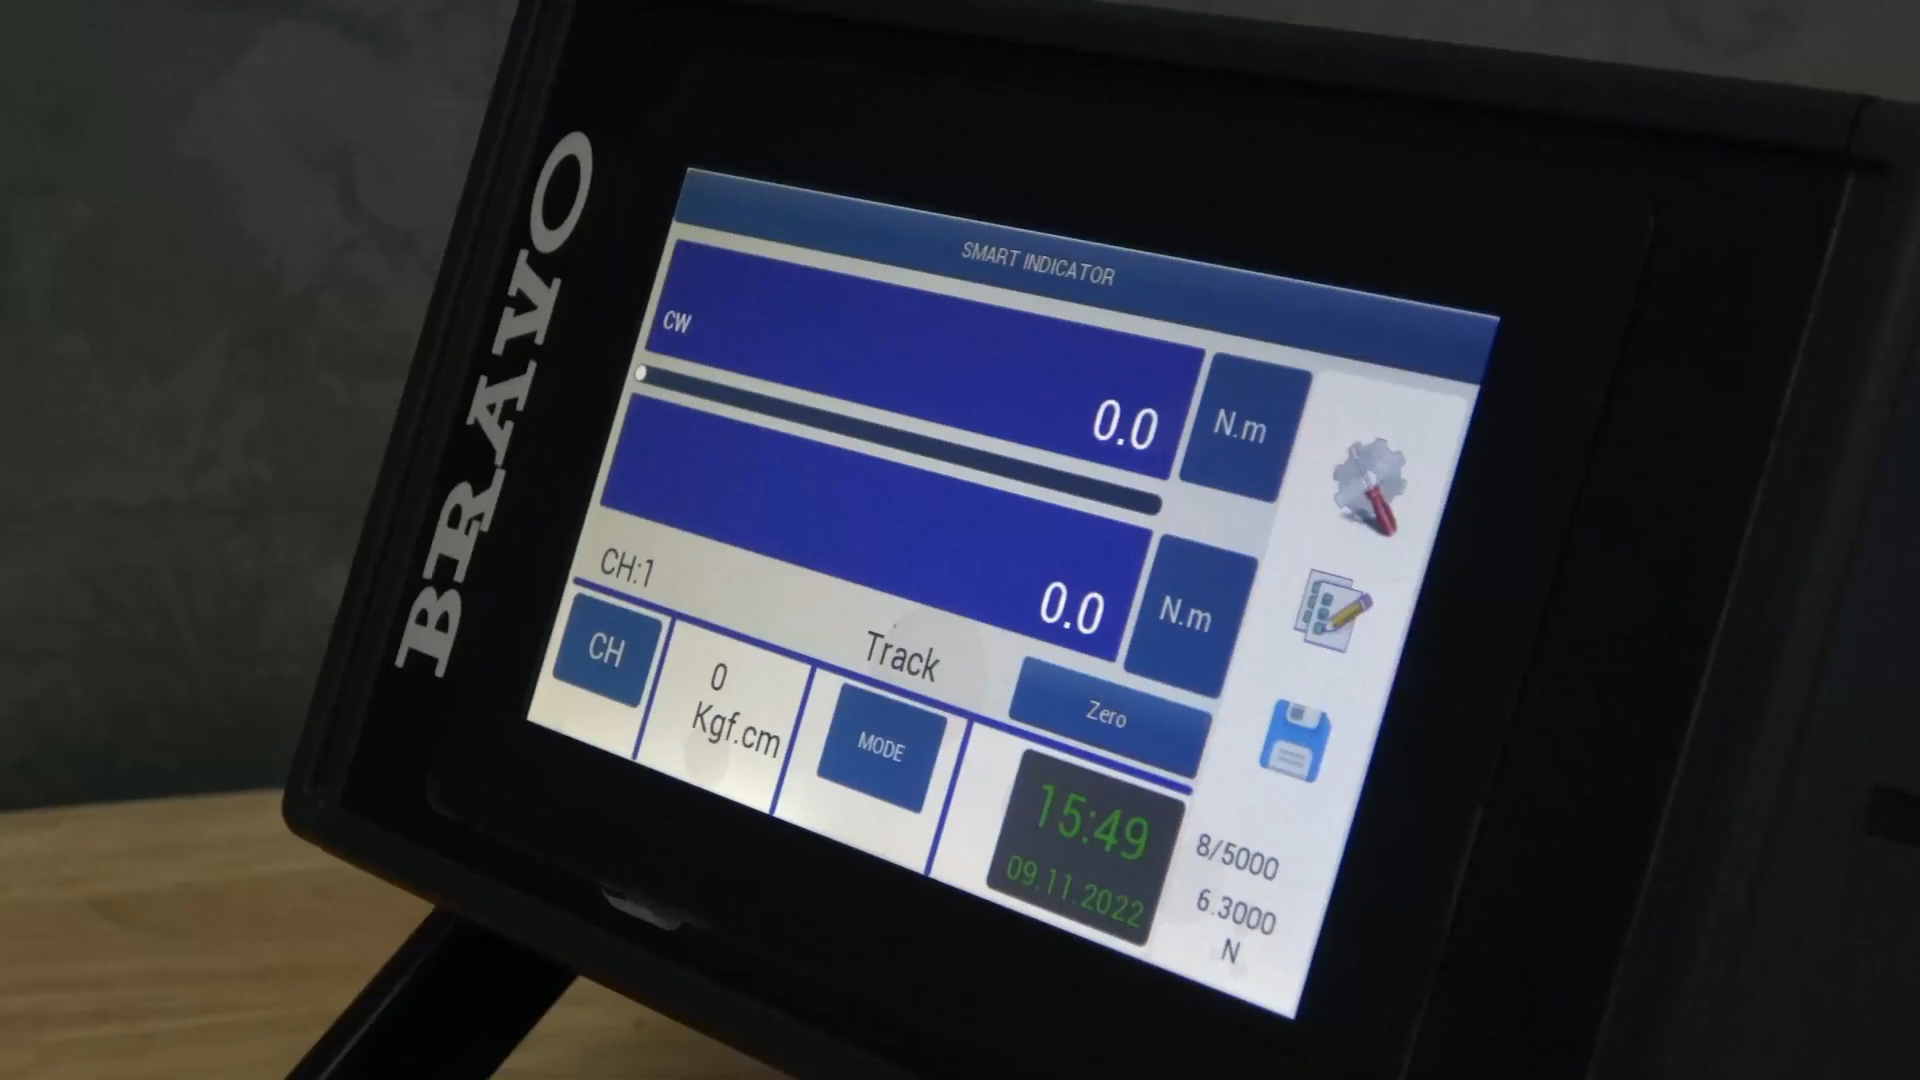 BRAVO
SMART INDICATOR
CW
0.0
N.m
0.0
N.m
CH:1
Track
Zero
CH
0
Kgf.cm
MODE
15:49
09.11.2022
8/5000
6.3000
N